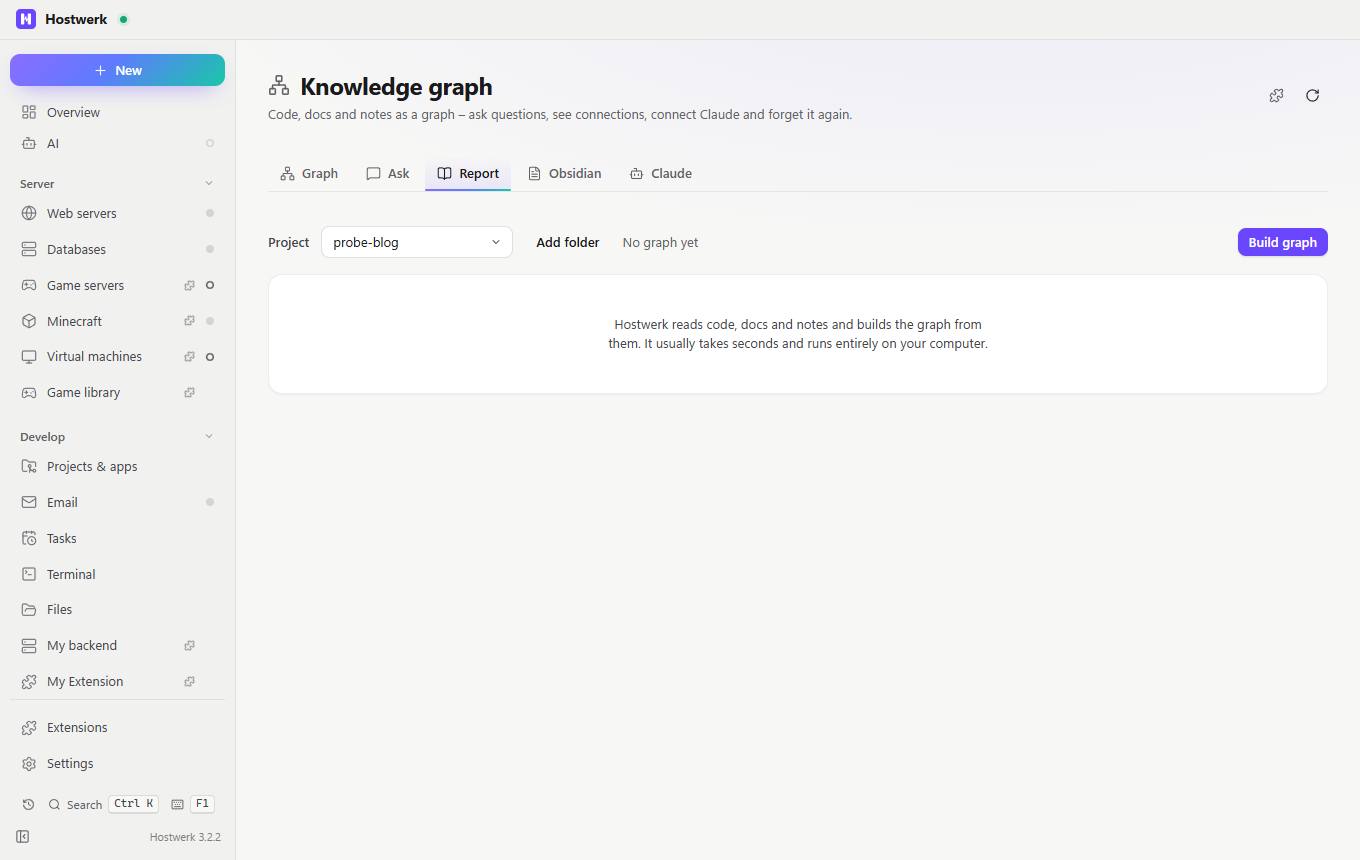 Hostwerk
New
Overview
AI
Server
Web servers
Databases
Game servers
Minecraft
Virtual machines
Game library
Develop
Projects & apps
Email
Tasks
Terminal
Files
My backend
My Extension
Extensions
Settings
Search Ctrl K F1
Hostwerk 3.2.2
Knowledge graph
Code, docs and notes as a graph – ask questions, see connections, connect Claude and forget it again.
Graph Ask Report Obsidian Claude
Project probe-blog Add folder No graph yet Build graph
Hostwerk reads code, docs and notes and builds the graph from
them. It usually takes seconds and runs entirely on your computer.